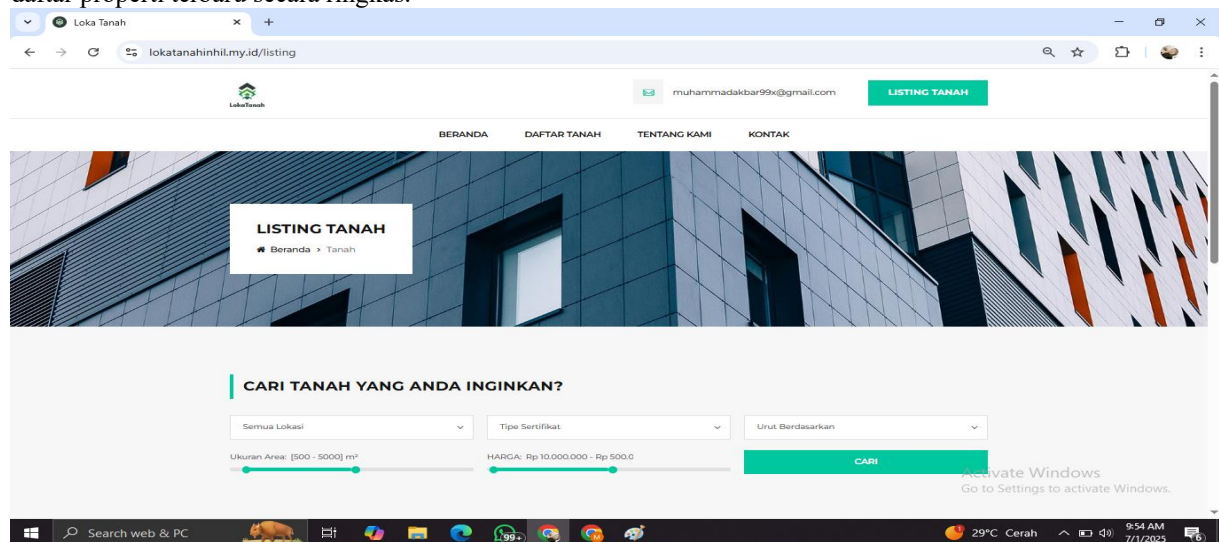 daftar properti terbaru secara ringkas.
Loka Tanah
lokatanahinhil.my.id/listing
LokaTanah
muhammadakbar99x@gmail.com
LISTING TANAH
BERANDA DAFTAR TANAH TENTANG KAMI KONTAK
LISTING TANAH
Beranda > Tanah
CARI TANAH YANG ANDA INGINKAN?
Semua Lokasi Tipe Sertifikat Urut Berdasarkan
Ukuran Area: [500 - 5000] m² HARGA: Rp 10.000.000 - Rp 500.0
CARI
Activate Windows
Go to Settings to activate Windows.
Search web & PC
99+
29°C Cerah
9:54 AM
7/1/2025
6